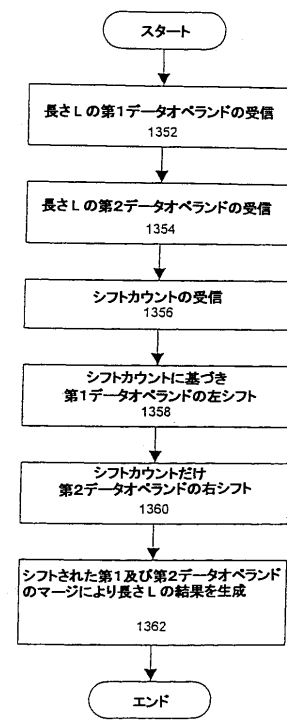 スタート
長さLの第1データオペランドの受信
1352
長さLの第2データオペランドの受信
1354
シフトカウントの受信
1356
シフトカウントに基づき
第1データオペランドの左シフト
1358
シフトカウントだけ
第2データオペランドの右シフト
1360
シフトされた第1及び第2データオペランド
のマージにより長さLの結果を生成
1362
エンド